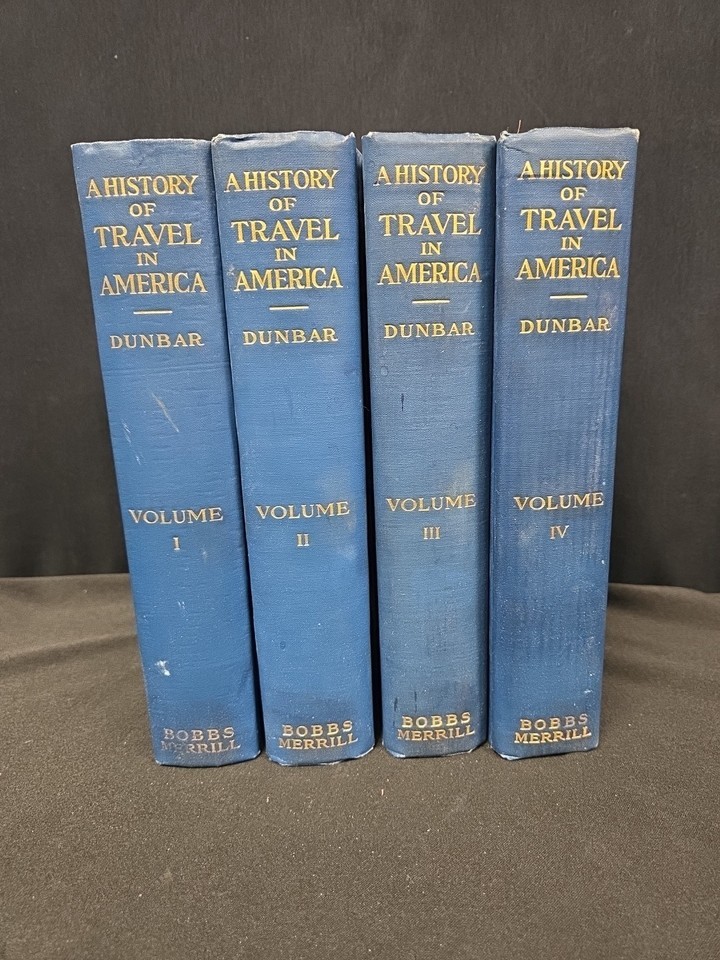 A HISTORY
OF
TRAVEL
IN
AMERICA
DUNBAR
VOLUME
I
BOBBS
MERRILL
A HISTORY
OF
TRAVEL
IN
AMERICA
DUNBAR
VOLUME
II
BOBBS
MERRILL
A HISTORY
OF
TRAVEL
IN
AMERICA
DUNBAR
VOLUME
III
BOBBS
MERRILL
A HISTORY
OF
TRAVEL
IN
AMERICA
DUNBAR
VOLUME
IV
BOBBS
MERRILL